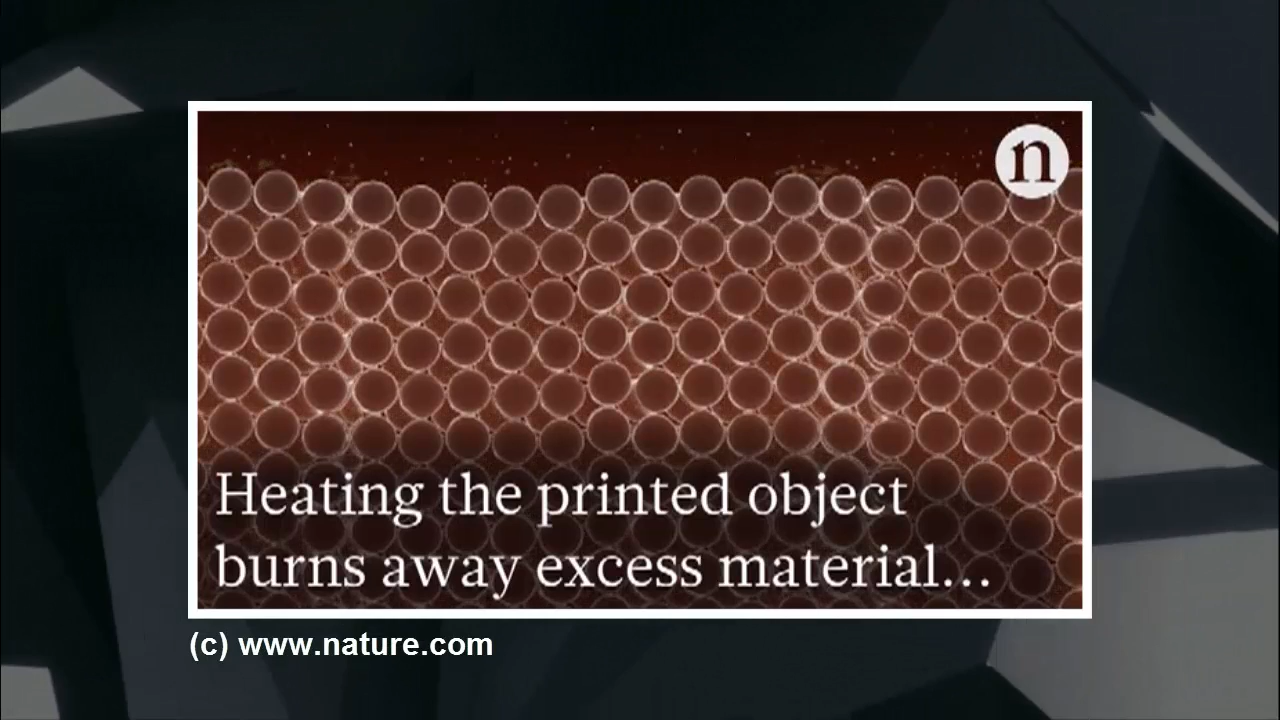 n
Heating the printed object
burns away excess material...
(c) www.nature.com